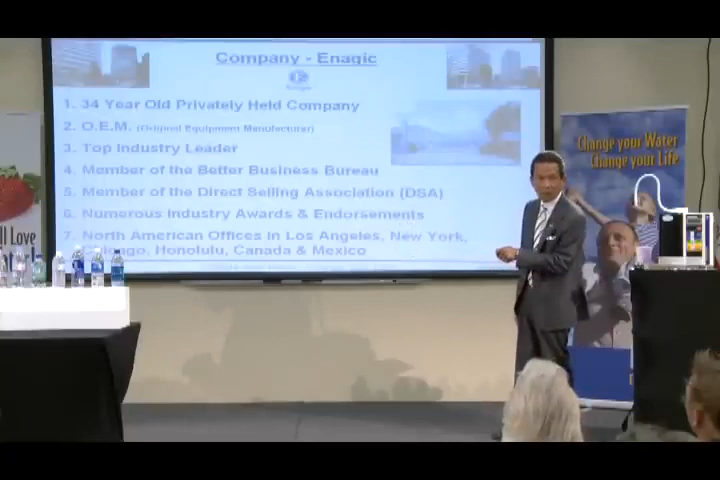 Company - Enagic
1. 34 Year Old Privately Held Company
2. O.E.M. (Original Equipment Manufacturer)
3. Top Industry Leader
4. Member of the Better Business Bureau
5. Member of the Direct Selling Association (DSA)
6. Numerous Industry Awards & Endorsements
7. North American Offices in Los Angeles, New York,
Chicago, Honolulu, Canada & Mexico
Change your Water
Change your Life
Love